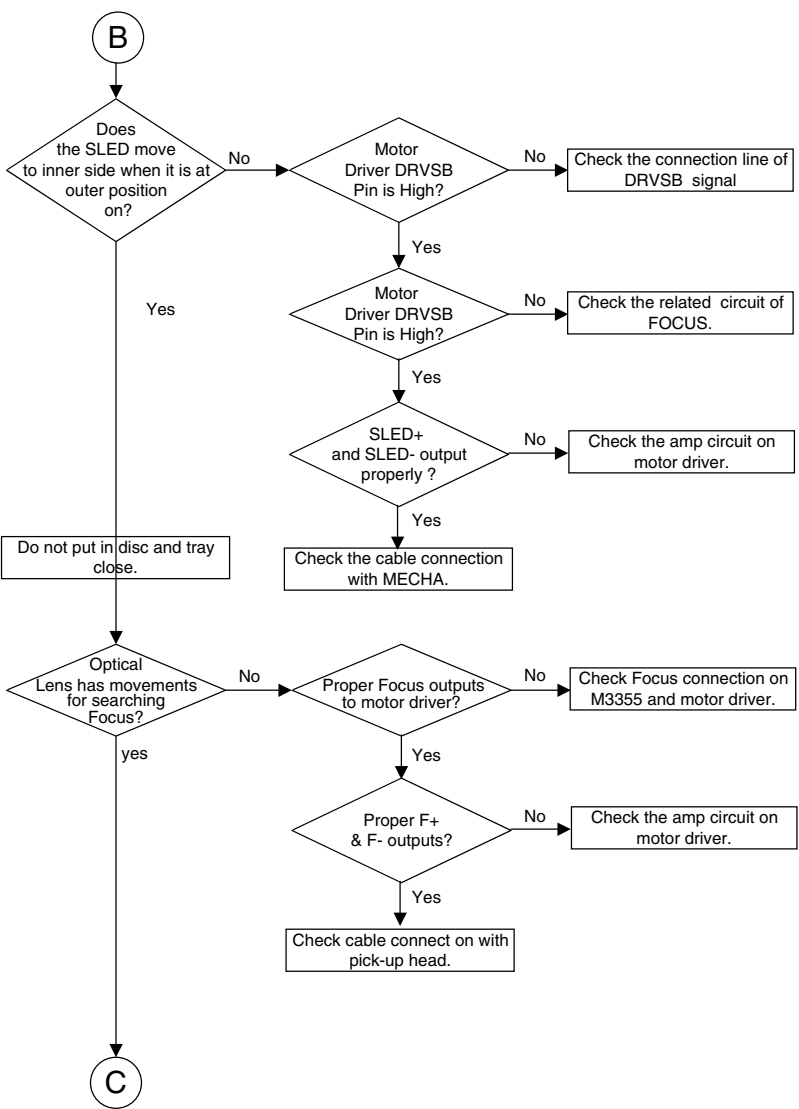 B
Does
the SLED move
to inner side when it is at
outer position
on?
No
Motor
Driver DRVSB
Pin is High?
No
Check the connection line of
DRVSB signal
Yes
Yes
Motor
Driver DRVSB
Pin is High?
No
Check the related circuit of
FOCUS.
Yes
SLED+
and SLED- output
properly ?
No
Check the amp circuit on
motor driver.
Yes
Check the cable connection
with MECHA.
Do not put in disc and tray
close.
Optical
Lens has movements
for searching
Focus?
No
Proper Focus outputs
to motor driver?
No
Check Focus connection on
M3355 and motor driver.
yes
Yes
Proper F+
& F- outputs?
No
Check the amp circuit on
motor driver.
Yes
Check cable connect on with
pick-up head.
C